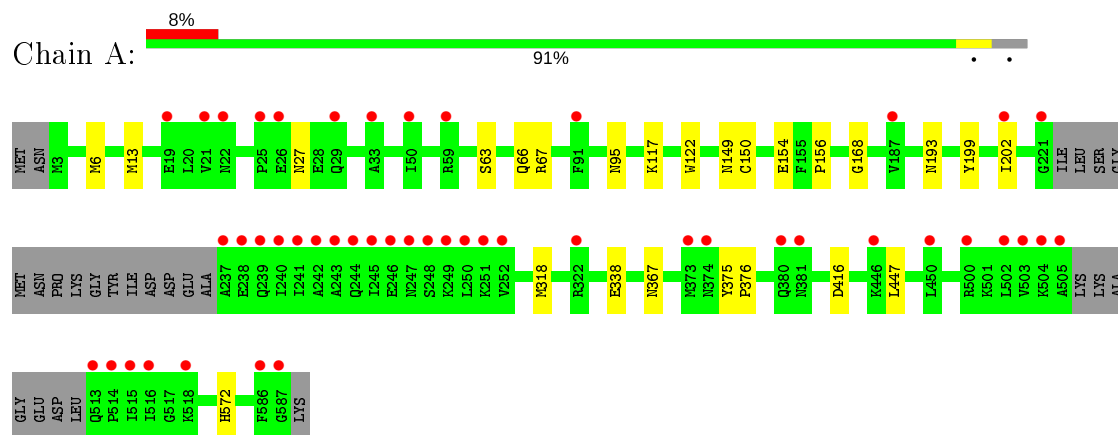 8%
Chain A:
91%
MET ASN M3 M6 M13 E19 L20 V21 N22 P25 E26 N27 E28 Q29 A33 I50 R59 S63 Q66 R67 F91 N95 K117 W122 N149 C150 E154 F155 P156 G168 V187 N193 Y199 I202 G221 ILE LEU SER GLY
MET ASN PRO LYS GLY TYR ILE ASP ASP GLU ALA A237 E238 Q239 I240 I241 A242 A243 Q244 I245 E246 N247 S248 K249 L250 K251 V252 M318 R322 E338 N367 M373 N374 Y375 P376 Q380 N381 D416 K446 L447 L450 R500 K501 L502 V503 K504 A505 LYS LYS ALA
GLY GLU ASP LEU Q513 P514 I515 I516 G517 K518 H572 F586 G587 LYS